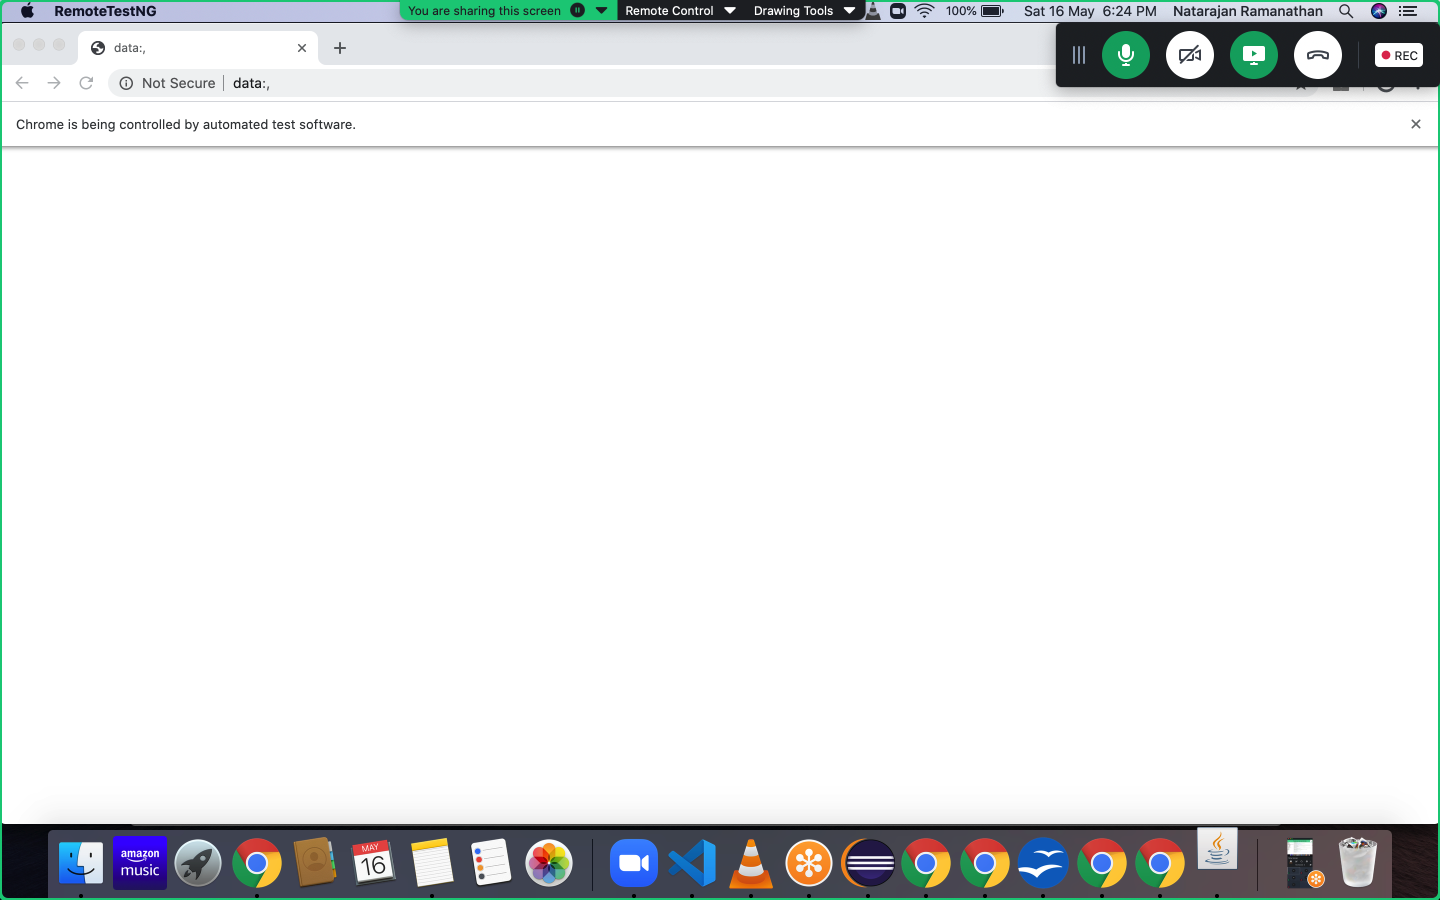 RemoteTestNG
You are sharing this screen
Remote Control
Drawing Tools
100%
Sat 16 May 6:24 PM
Natarajan Ramanathan
data:,
REC
Not Secure
data:,
Chrome is being controlled by automated test software.
amazon
music
MAY
16